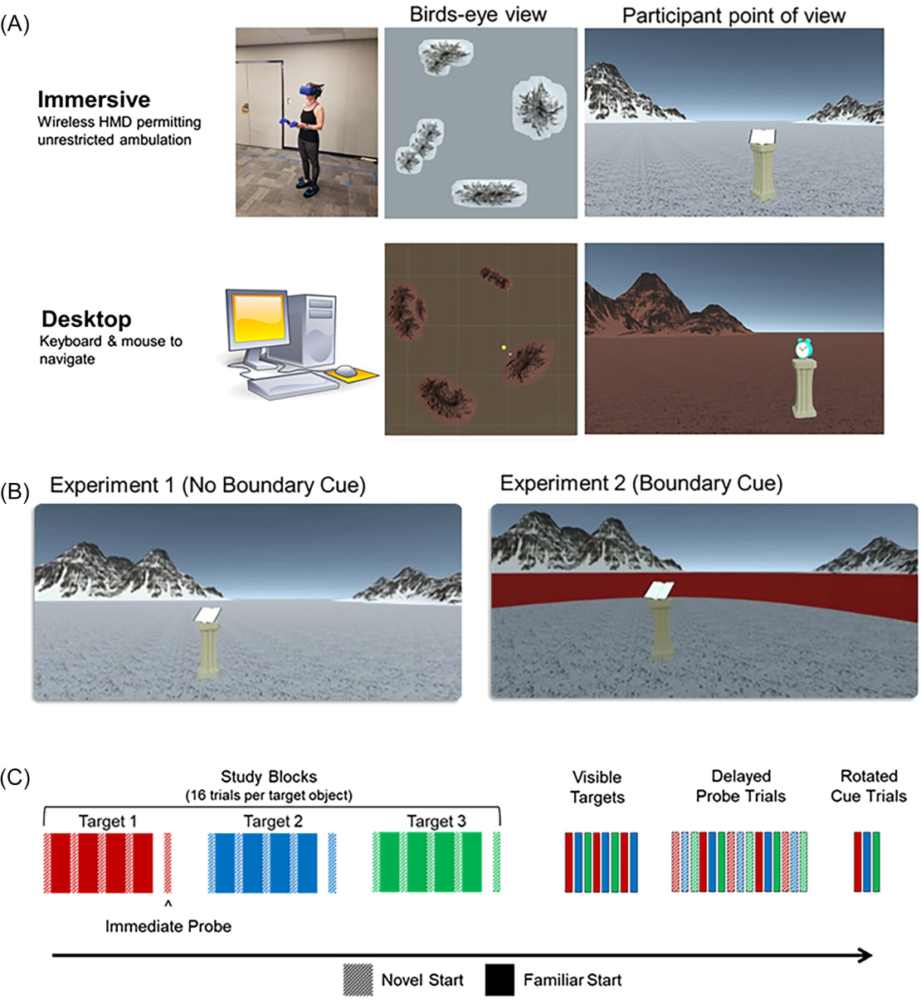 (A)
Birds-eye view
Participant point of view
Immersive
Wireless HMD permitting
unrestricted ambulation
Desktop
Keyboard & mouse to
navigate
(B)
Experiment 1 (No Boundary Cue)
Experiment 2 (Boundary Cue)
(C)
Study Blocks
(16 trials per target object)
Target 1
Target 2
Target 3
^
Immediate Probe
Visible
Targets
Delayed
Probe Trials
Rotated
Cue Trials
Novel Start
Familiar Start